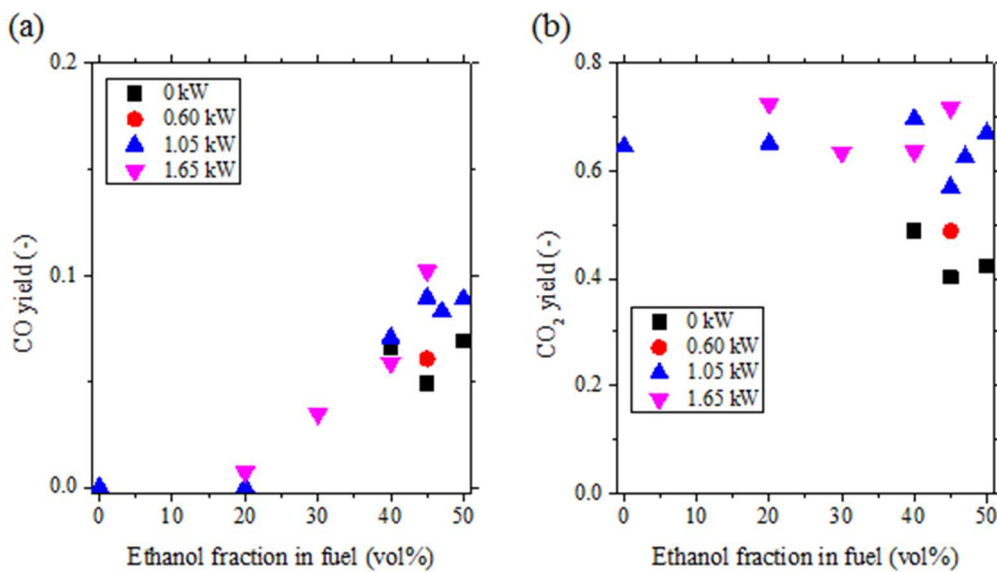 (a)
0.2
0.1
0.0
CO yield (-)
0 kW
0.60 kW
1.05 kW
1.65 kW
0 20 30 40 50
Ethanol fraction in fuel (vol%)
(b)
0.8
0.6
0.4
0.6
0.0
CO₂ yield (-)
0 kW
0.60 kW
1.05 kW
1.65 kW
0 20 30 40 50
Ethanol fraction in fuel (vol%)